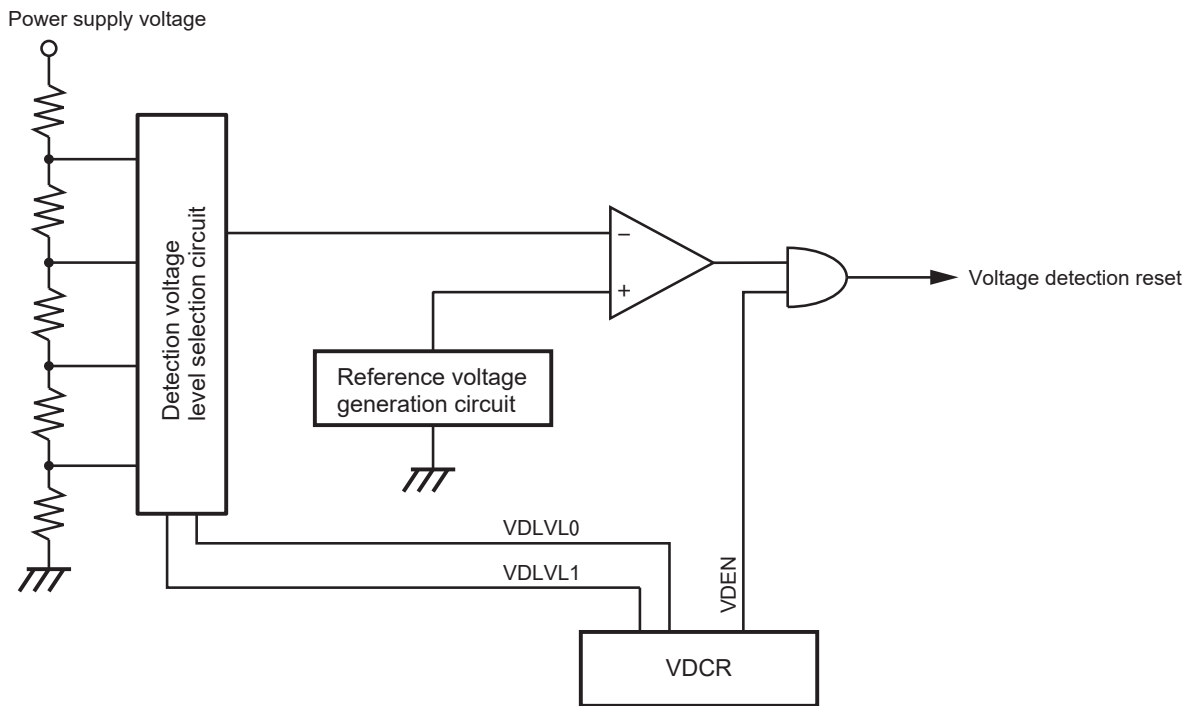 Power supply voltage
Detection voltage
level selection circuit
−
+
Voltage detection reset
Reference voltage
generation circuit
VDLVL0
VDLVL1
VDEN
VDCR